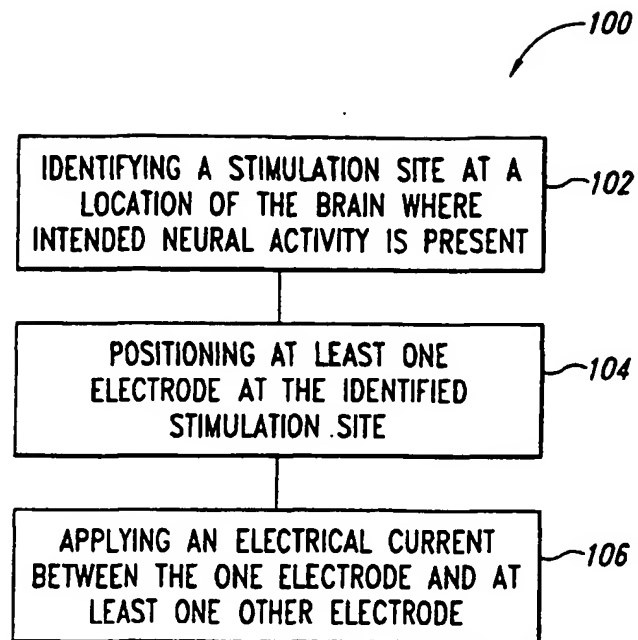 100
IDENTIFYING A STIMULATION SITE AT A
LOCATION OF THE BRAIN WHERE
INTENDED NEURAL ACTIVITY IS PRESENT
102
POSITIONING AT LEAST ONE
ELECTRODE AT THE IDENTIFIED
STIMULATION SITE
104
APPLYING AN ELECTRICAL CURRENT
BETWEEN THE ONE ELECTRODE AND AT
LEAST ONE OTHER ELECTRODE
106